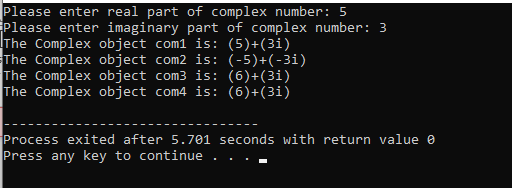 Please enter real part of complex number: 5
Please enter imaginary part of complex number: 3
The Complex object com1 is: (5)+(3i)
The Complex object com2 is: (-5)+(-3i)
The Complex object com3 is: (6)+(3i)
The Complex object com4 is: (6)+(3i)
--------------------------------
Process exited after 5.701 seconds with return value 0
Press any key to continue . . .